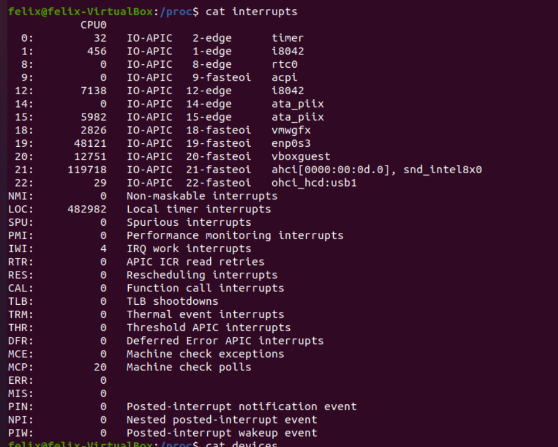 felix@felix-VirtualBox:/proc$ cat interrupts
CPU0
0: 32 IO-APIC 2-edge timer
1: 456 IO-APIC 1-edge i8042
8: 0 IO-APIC 8-edge rtc0
9: 0 IO-APIC 9-fasteoi acpi
12: 7138 IO-APIC 12-edge i8042
14: 0 IO-APIC 14-edge ata_piix
15: 5982 IO-APIC 15-edge ata_piix
18: 2826 IO-APIC 18-fasteoi vmwgfx
19: 48121 IO-APIC 19-fasteoi enp0s3
20: 12751 IO-APIC 20-fasteoi vboxguest
21: 119718 IO-APIC 21-fasteoi ahci[0000:00:0d.0], snd_intel8x0
22: 29 IO-APIC 22-fasteoi ohci_hcd:usb1
NMI: 0 Non-maskable interrupts
LOC: 482982 Local timer interrupts
SPU: 0 Spurious interrupts
PMI: 0 Performance monitoring interrupts
IWI: 4 IRQ work interrupts
RTR: 0 APIC ICR read retries
RES: 0 Rescheduling interrupts
CAL: 0 Function call interrupts
TLB: 0 TLB shootdowns
TRM: 0 Thermal event interrupts
THR: 0 Threshold APIC interrupts
DFR: 0 Deferred Error APIC interrupts
MCE: 0 Machine check exceptions
MCP: 20 Machine check polls
ERR: 0
MIS: 0
PIN: 0 Posted-interrupt notification event
NPI: 0 Nested posted-interrupt event
PIW: 0 Posted-interrupt wakeup event
felix@felix-VirtualBox:/proc$ cat devices